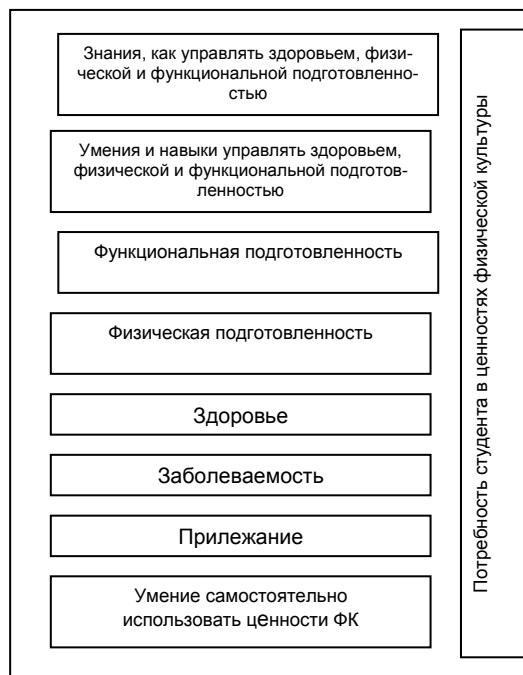 Знания, как управлять здоровьем, физи-
ческой и функциональной подготовленно-
стью
Умения и навыки управлять здоровьем,
физической и функциональной подготов-
ленностью
Функциональная подготовленность
Физическая подготовленность
Здоровье
Заболеваемость
Прилежание
Умение самостоятельно
использовать ценности ФК
Потребность студента в ценностях физической культуры